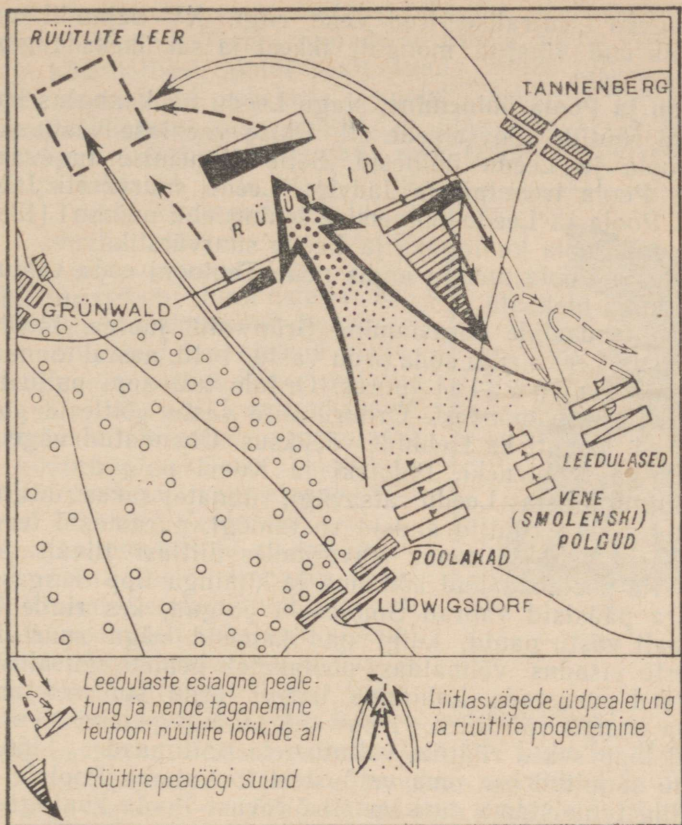 RÜÜTLITE LEER
TANNENBERG
RÜÜTLID
GRÜNWALD
LEEDULASED
VENE
(SMOLENSKI)
POLGUD
POOLAKAD
LUDWIGSDORF
Leedulaste esialgne peale-
tung ja nende taganemine
teutooni rüütlite löökide all
Rüütlite pealöögi suund
Liitlasvägede üldpealetung
ja rüütlite põgenemine